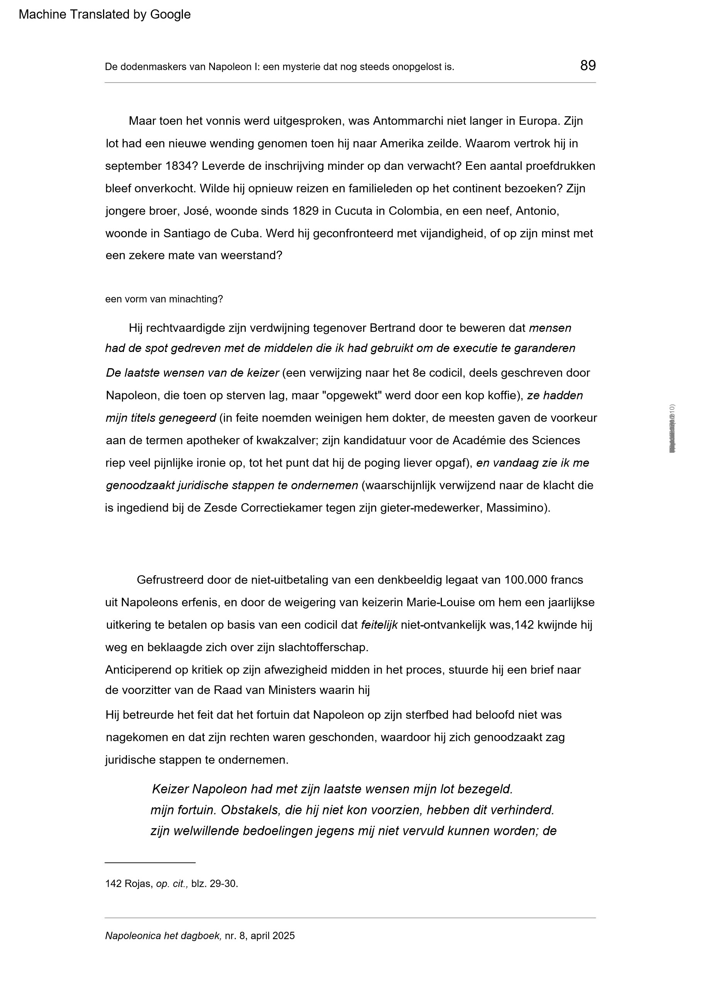 Machine Translated by Google
De dodenmaskers van Napoleon I: een mysterie dat nog steeds onopgelost is. 89
Maar toen het vonnis werd uitgesproken, was Antommarchi niet langer in Europa. Zijn
lot had een nieuwe wending genomen toen hij naar Amerika zeilde. Waarom vertrok hij in
september 1834? Leverde de inschrijving minder op dan verwacht? Een aantal proefdrukken
bleef onverkocht. Wilde hij opnieuw reizen en familieleden op het continent bezoeken? Zijn
jongere broer, José, woonde sinds 1829 in Cucuta in Colombia, en een neef, Antonio,
woonde in Santiago de Cuba. Werd hij geconfronteerd met vijandigheid, of op zijn minst met
een zekere mate van weerstand?
een vorm van minachting?
Hij rechtvaardigde zijn verdwijning tegenover Bertrand door te beweren dat mensen
had de spot gedreven met de middelen die ik had gebruikt om de executie te garanderen
De laatste wensen van de keizer (een verwijzing naar het 8e codicil, deels geschreven door
Napoleon, die toen op sterven lag, maar "opgewekt" werd door een kop koffie), ze hadden
mijn titels genegeerd (in feite noemden weinigen hem dokter, de meesten gaven de voorkeur
aan de termen apotheker of kwakzalver; zijn kandidatuur voor de Académie des Sciences
riep veel pijnlijke ironie op, tot het punt dat hij de poging liever opgaf), en vandaag zie ik me
genoodzaakt juridische stappen te ondernemen (waarschijnlijk verwijzend naar de klacht die
is ingediend bij de Zesde Correctiekamer tegen zijn gieter-medewerker, Massimino).
Gefrustreerd door de niet-uitbetaling van een denkbeeldig legaat van 100.000 francs
uit Napoleons erfenis, en door de weigering van keizerin Marie-Louise om hem een jaarlijkse
uitkering te betalen op basis van een codicil dat feitelijk niet-ontvankelijk was,142 kwijnde hij
weg en beklaagde zich over zijn slachtofferschap.
Anticiperend op kritiek op zijn afwezigheid midden in het proces, stuurde hij een brief naar
de voorzitter van de Raad van Ministers waarin hij
Hij betreurde het feit dat het fortuin dat Napoleon op zijn sterfbed had beloofd niet was
nagekomen en dat zijn rechten waren geschonden, waardoor hij zich genoodzaakt zag
juridische stappen te ondernemen.
Keizer Napoleon had met zijn laatste wensen mijn lot bezegeld.
mijn fortuin. Obstakels, die hij niet kon voorzien, hebben dit verhinderd.
zijn welwillende bedoelingen jegens mij niet vervuld kunnen worden; de
142 Rojas, op. cit., blz. 29-30.
Napoleonica het dagboek, nr. 8, april 2025